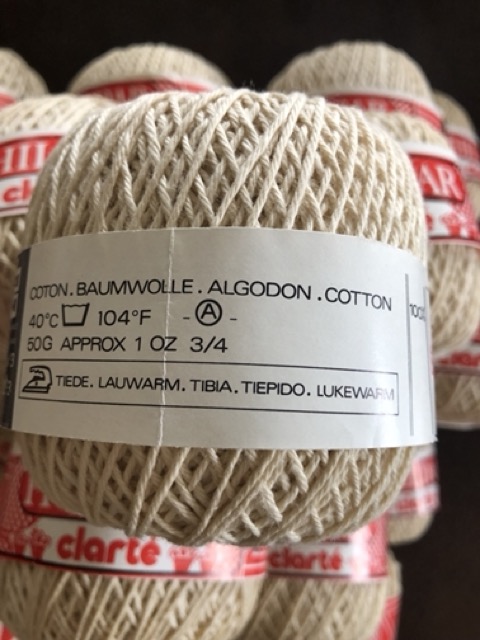 COTON. BAUMWOLLE. ALGODON. COTTON
40°C 104°F - Ⓐ -
50G APPROX 1 OZ 3/4
TIEDE. LAUWARM. TIBIA. TIEPIDO. LUKEWARM
clarté